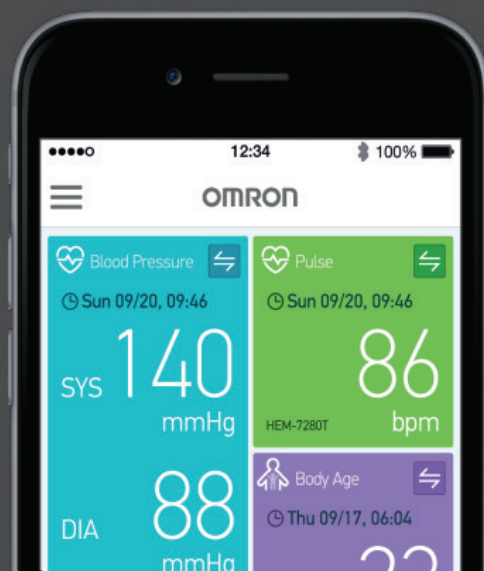 12:34
100%
OMRON
Blood Pressure
Sun 09/20, 09:46
SYS 140
mmHg
DIA 88
mmHg
Pulse
Sun 09/20, 09:46
86
HEM-7280T bpm
Body Age
Thu 09/17, 06:04